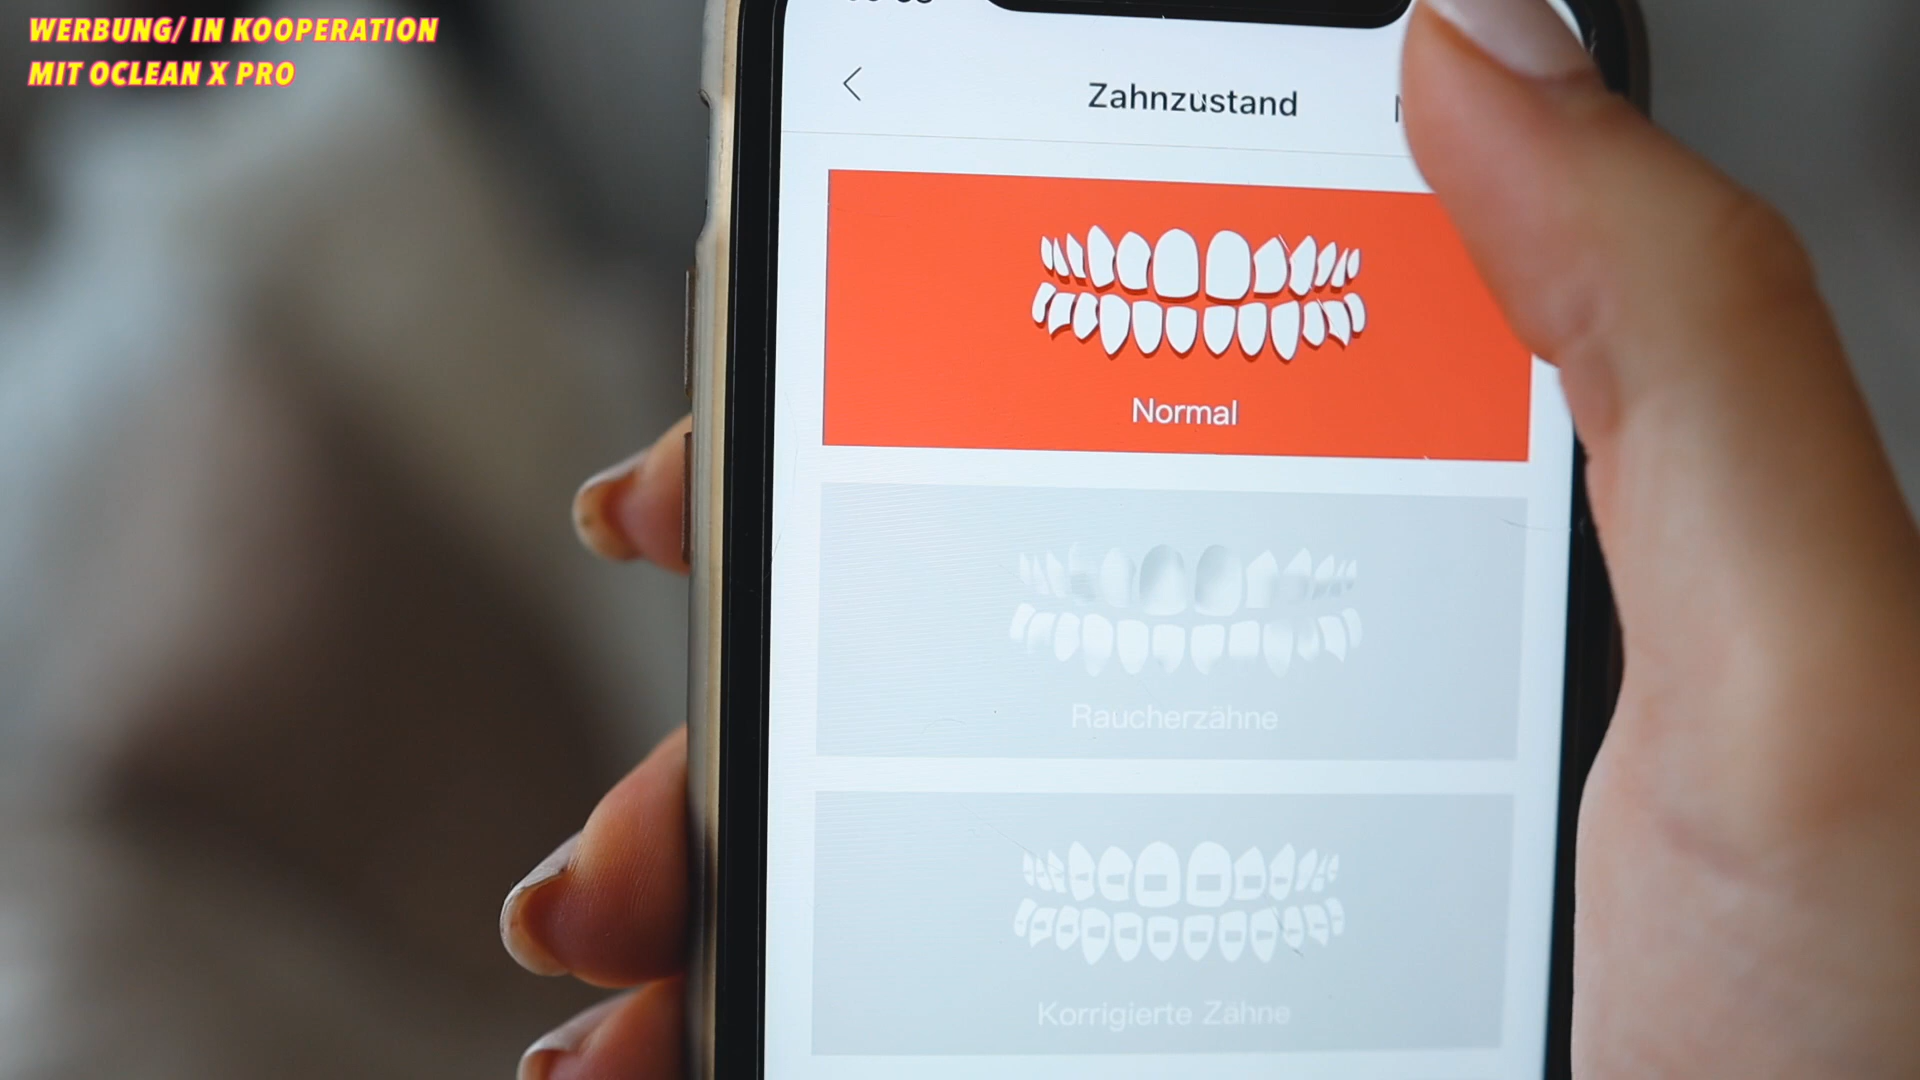 WERBUNG/ IN KOOPERATION
MIT OCLEAN X PRO
Zahnzustand
Normal
Raucherzähne
Korrigierte Zähne